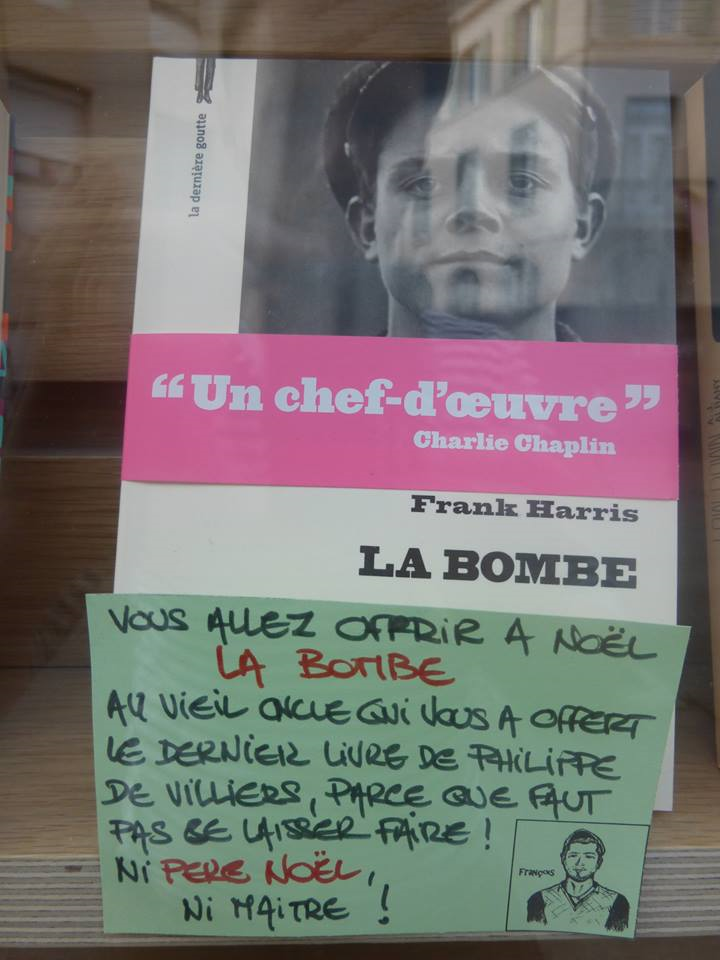 la dernière goutte
“Un chef-d'œuvre”
Charlie Chaplin
Frank Harris
LA BOMBE
VOUS ALLEZ OFFRIR A NOËL
LA BOMBE
AU VIEIL ONCLE QUI VOUS A OFFERT
LE DERNIER LIVRE DE PHILIPPE
DE VILLIERS, PARCE QUE FAUT
PAS SE LAISSER FAIRE !
NI PERE NOËL,
NI MAITRE !
FRANÇOIS